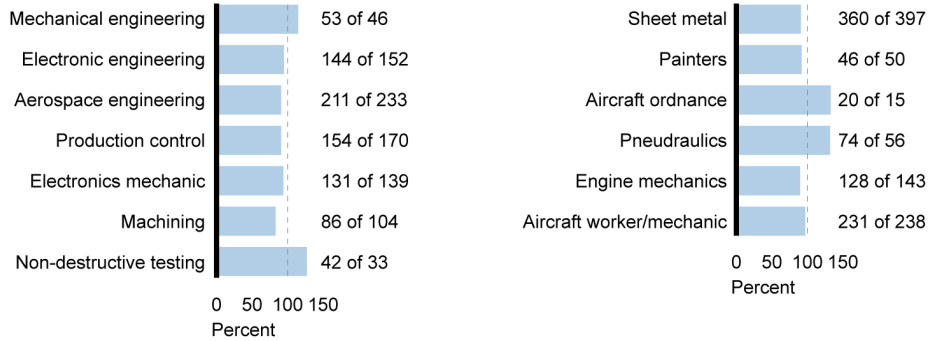 Mechanical engineering 53 of 46
Electronic engineering 144 of 152
Aerospace engineering 211 of 233
Production control 154 of 170
Electronics mechanic 131 of 139
Machining 86 of 104
Non-destructive testing 42 of 33
0 50 100 150
Percent
Sheet metal 360 of 397
Painters 46 of 50
Aircraft ordnance 20 of 15
Pneudraulics 74 of 56
Engine mechanics 128 of 143
Aircraft worker/mechanic 231 of 238
0 50 100 150
Percent